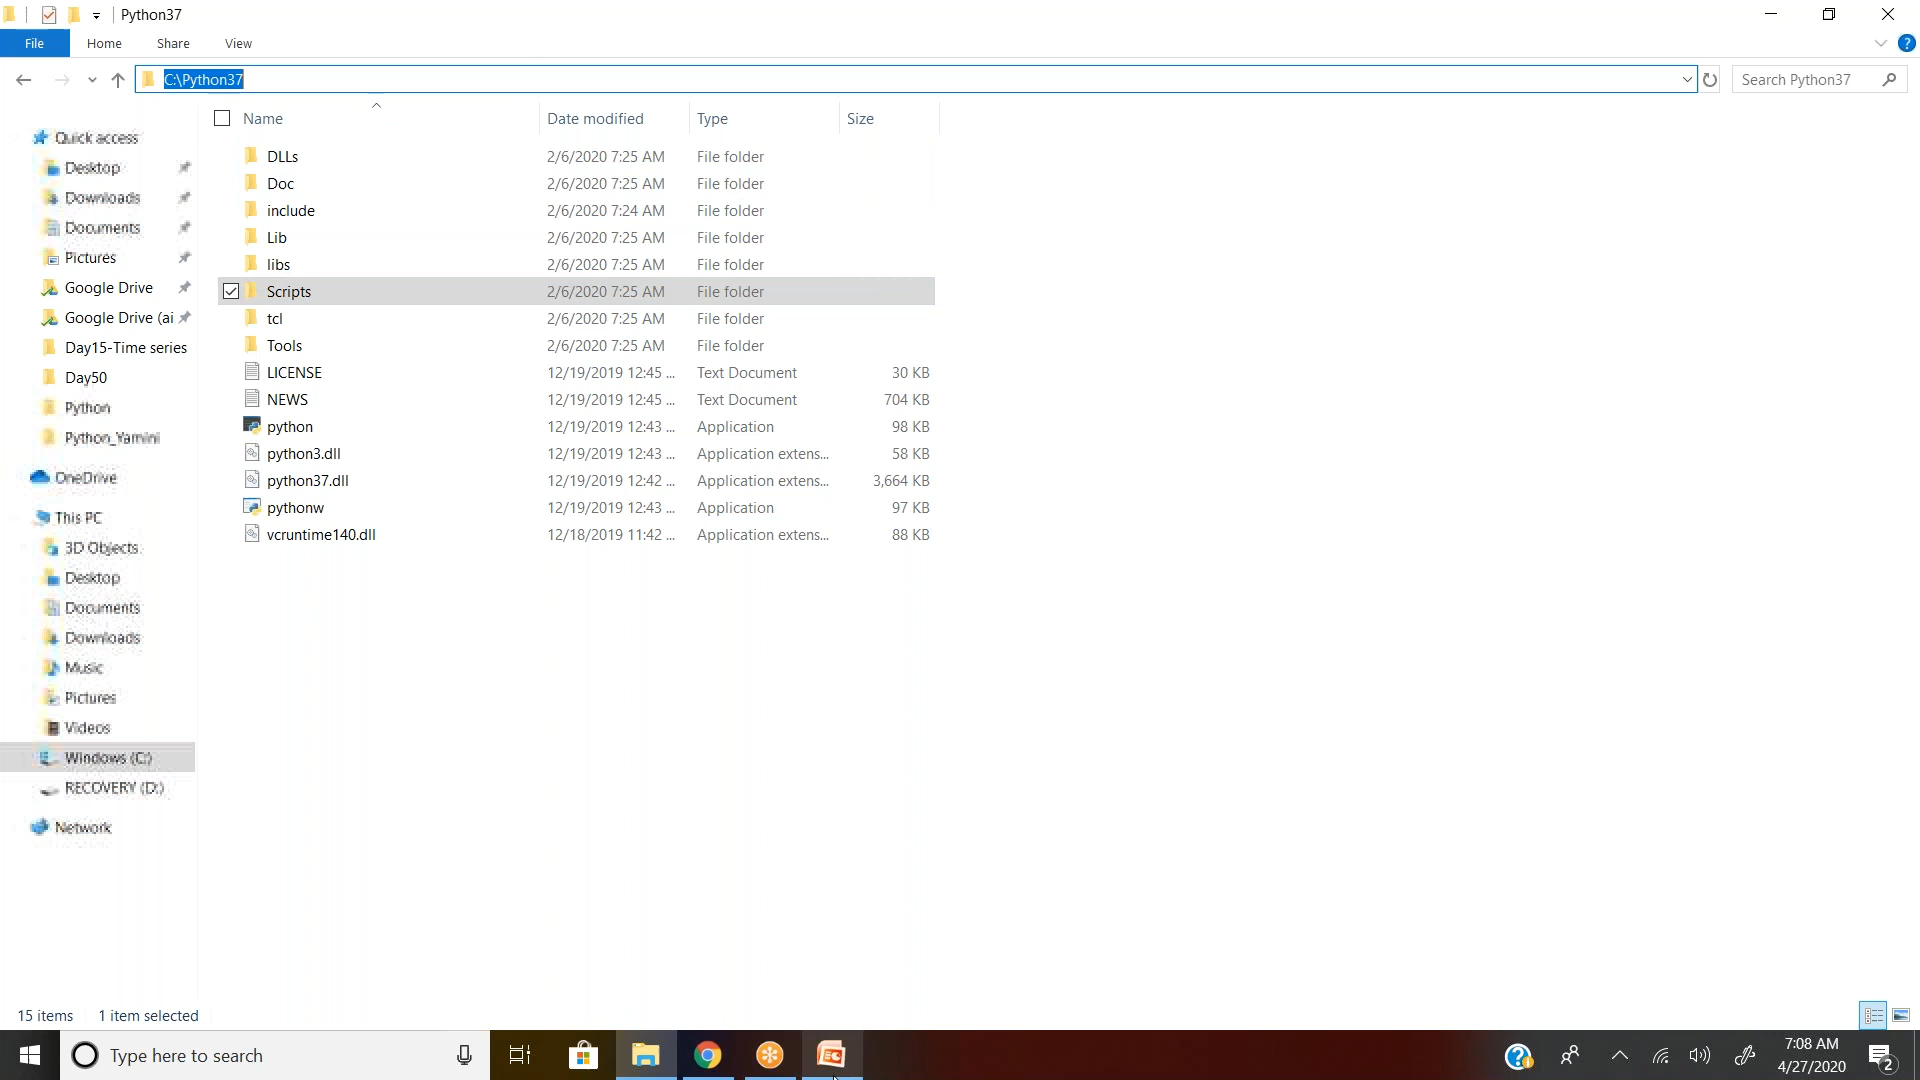 Python37
File Home Share View
C:\Python37
Search Python37
Name Date modified Type Size
Quick access
Desktop
Downloads
Documents
Pictures
Google Drive
Google Drive (ai
Day15-Time series
Day50
Python
Python_Yamini
OneDrive
This PC
3D Objects
Desktop
Documents
Downloads
Music
Pictures
Videos
Windows (C:)
RECOVERY (D:)
Network
DLLs 2/6/2020 7:25 AM File folder
Doc 2/6/2020 7:25 AM File folder
include 2/6/2020 7:24 AM File folder
Lib 2/6/2020 7:25 AM File folder
libs 2/6/2020 7:25 AM File folder
Scripts 2/6/2020 7:25 AM File folder
tcl 2/6/2020 7:25 AM File folder
Tools 2/6/2020 7:25 AM File folder
LICENSE 12/19/2019 12:45 ... Text Document 30 KB
NEWS 12/19/2019 12:45 ... Text Document 704 KB
python 12/19/2019 12:43 ... Application 98 KB
python3.dll 12/19/2019 12:43 ... Application extens... 58 KB
python37.dll 12/19/2019 12:42 ... Application extens... 3,664 KB
pythonw 12/19/2019 12:43 ... Application 97 KB
vcruntime140.dll 12/18/2019 11:42 ... Application extens... 88 KB
15 items 1 item selected
Type here to search
7:08 AM
4/27/2020
2